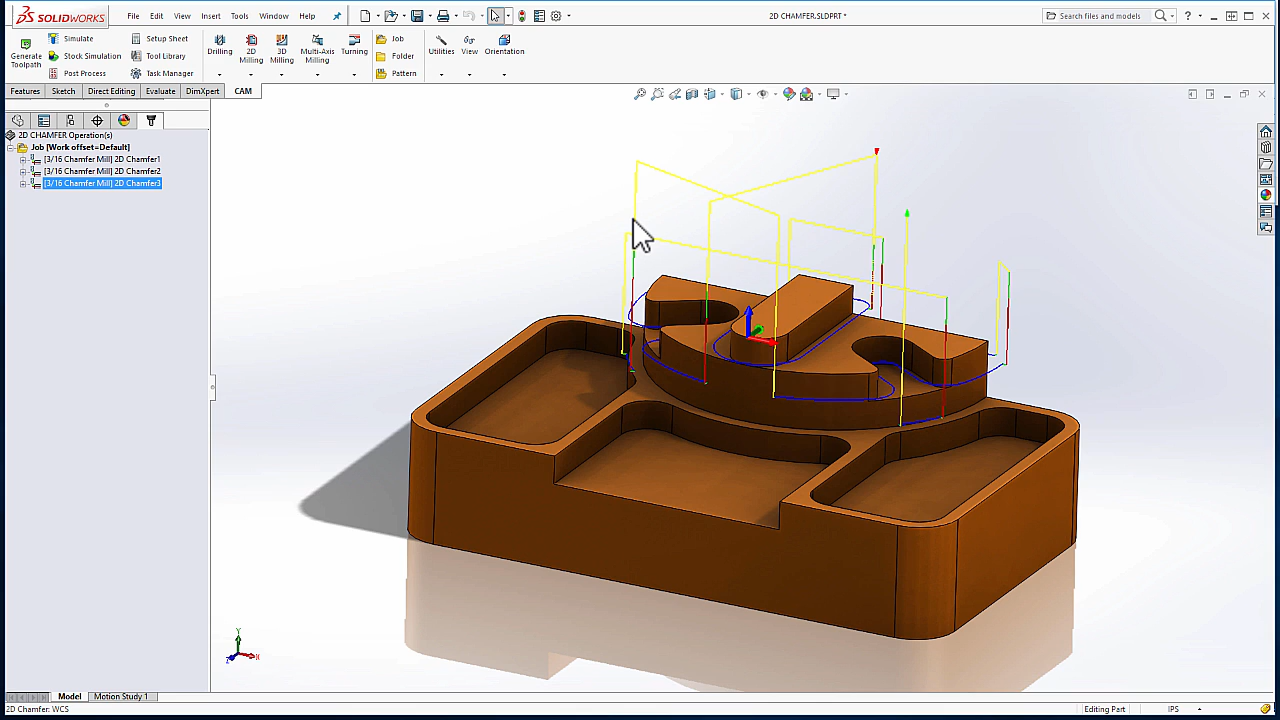 SOLIDWORKS File Edit View Insert Tools Window Help 2D CHAMFER.SLDPRT * Search files and models ?
Generate Toolpath
Simulate Setup Sheet
Stock Simulation Tool Library
Post Process Task Manager
Drilling 2D Milling 3D Milling Multi-Axis Milling Turning
Job
Folder
Pattern
Utilities View Orientation
Features Sketch Direct Editing Evaluate DimXpert CAM
2D CHAMFER Operation(s)
Job [Work offset=Default]
[3/16 Chamfer Mill] 2D Chamfer1
[3/16 Chamfer Mill] 2D Chamfer2
[3/16 Chamfer Mill] 2D Chamfer3
Y
Z X
Model Motion Study 1
2D Chamfer: WCS Editing Part IPS